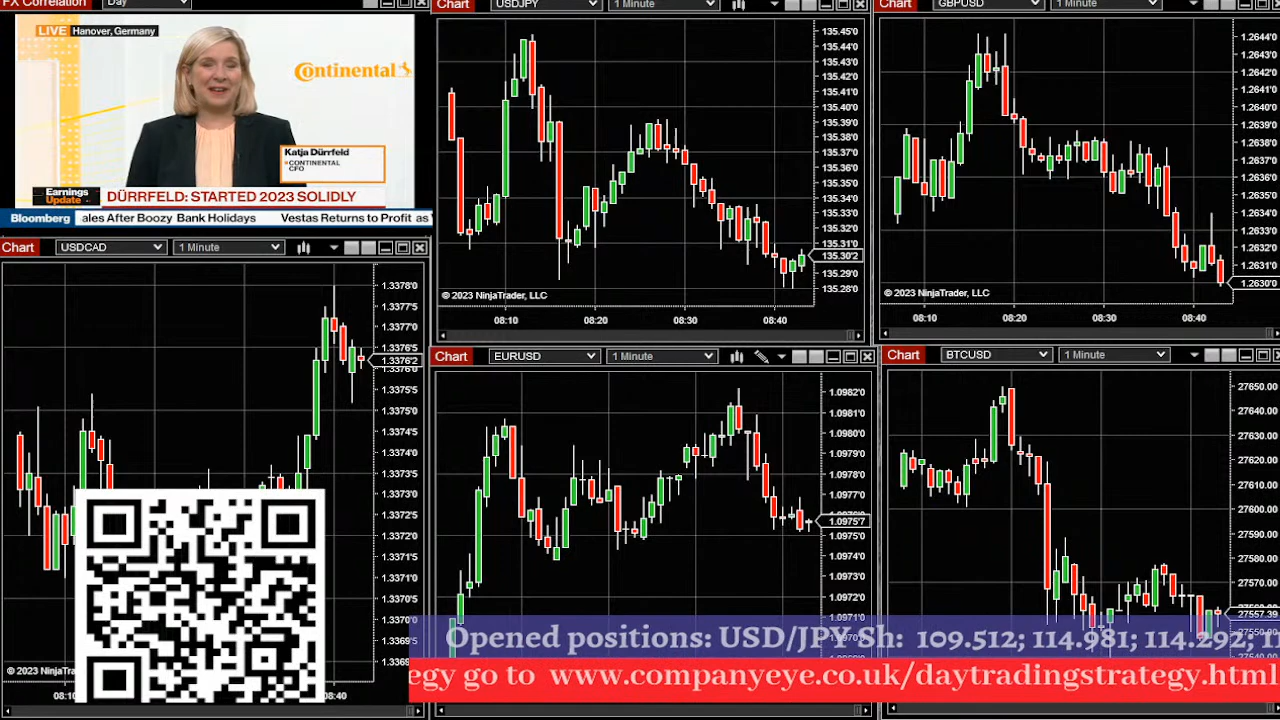 FX Correlation
Day
LIVE Hanover, Germany
Continental
Katja Dürrfeld
CONTINENTAL
CFO
Earnings
Update
DÜRRFELD: STARTED 2023 SOLIDLY
Bloomberg
ales After Boozy Bank Holidays Vestas Returns to Profit as
Chart USDJPY 1 Minute
135.45'0
135.44'0
135.43'0
135.42'0
135.40'0
135.38'0
135.37'0
135.36'0
135.35'0
135.33'0
135.32'0
135.31'0
135.30'2
135.29'0
135.28'0
© 2023 NinjaTrader, LLC
08:10 08:20 08:30 08:40
Chart GBPUSD 1 Minute
1.2644'0
1.2642'0
1.2641'0
1.2639'0
1.2638'0
1.2637'0
1.2636'0
1.2635'0
1.2634'0
1.2633'0
1.2632'0
1.2631'0
1.2630'0
© 2023 NinjaTrader, LLC
08:10 08:20 08:30 08:40
Chart USDCAD 1 Minute
1.3378'0
1.3377'5
1.3377'0
1.3376'5
1.3376'2
1.3375'5
1.3375'0
1.3374'5
1.3374'0
1.3373'5
1.3373'0
1.3372'5
1.3372'0
1.3371'5
1.3371'0
1.3370'5
1.3370'0
1.3369'5
1.3369
© 2023 NinjaTra
08:10 08:40
Chart EURUSD 1 Minute
1.0982'0
1.0981'0
1.0980'0
1.0979'0
1.0978'0
1.0977'0
1.0975'7
1.0975'0
1.0974'0
1.0973'0
1.0972'0
1.0971'0
Chart BTCUSD 1 Minute
27650.00
27640.00
27630.00
27620.00
27610.00
27600.00
27590.00
27580.00
27570.00
27557.39
Opened positions: USD/JPY Sh: 109.512; 114.981; 114.292; 1
egy go to www.companyeye.co.uk/daytradingstrategy.html